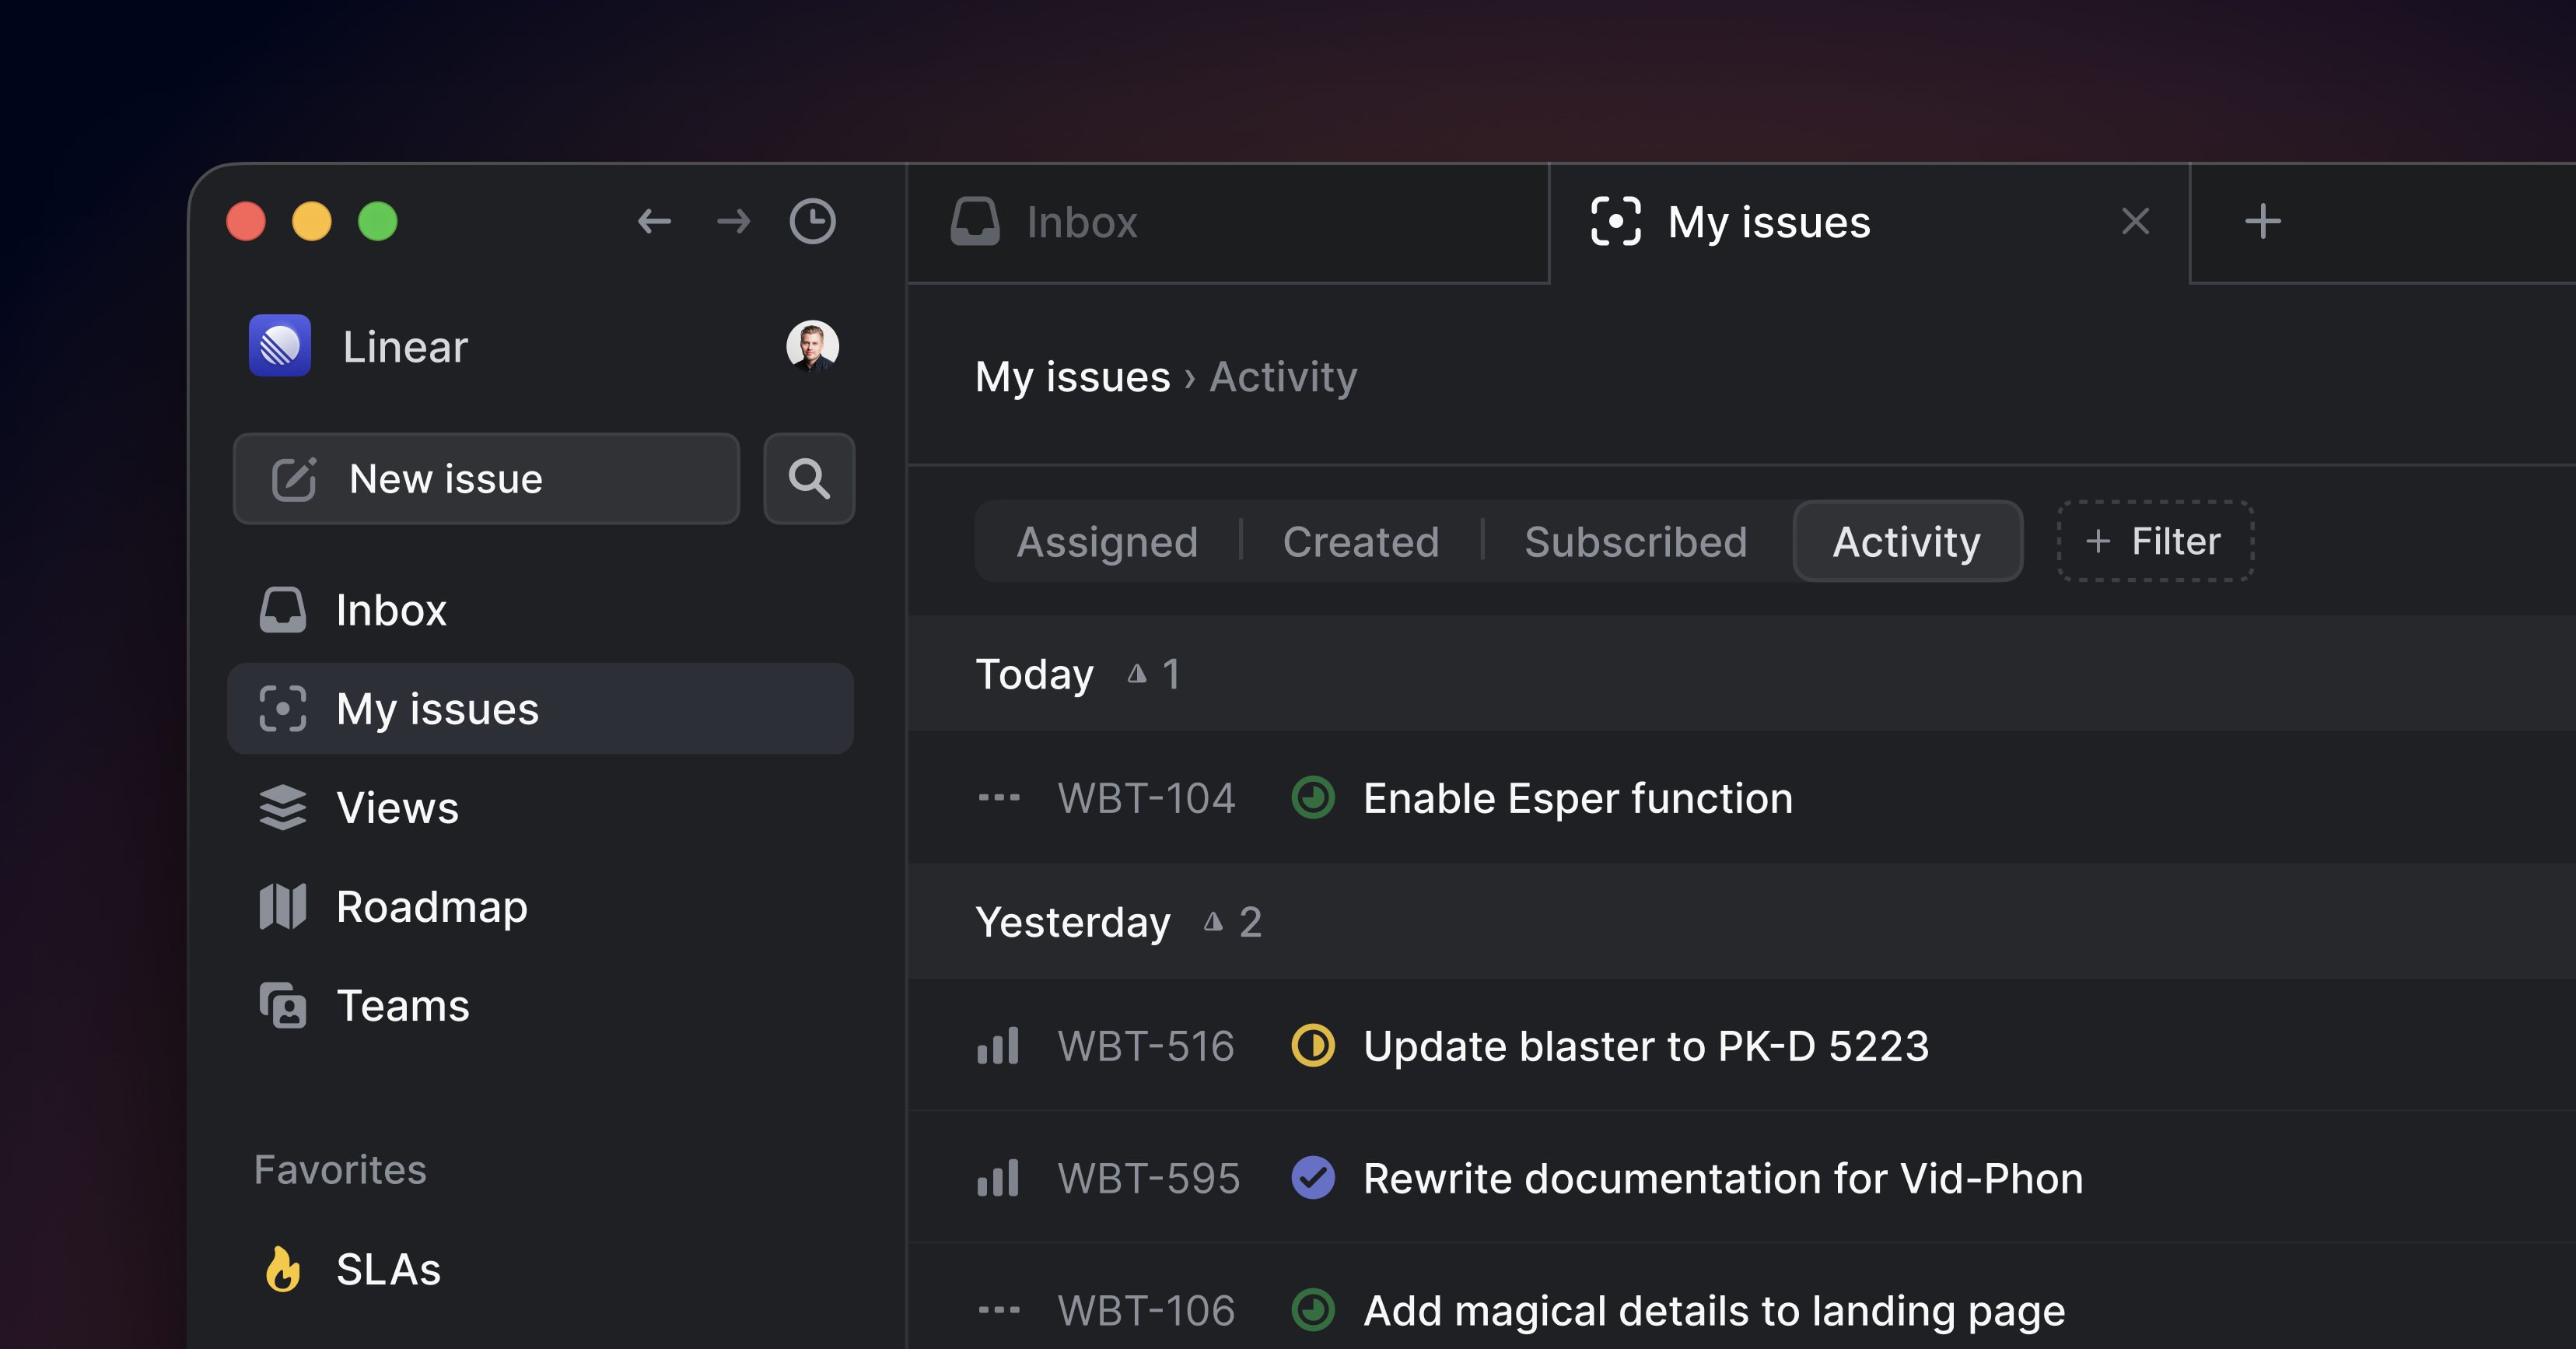 Inbox
My issues
Linear
My issues › Activity
New issue
Assigned
Created
Subscribed
Activity
+ Filter
Inbox
My issues
Views
Roadmap
Teams
Favorites
SLAs
Today 1
WBT-104 Enable Esper function
Yesterday 2
WBT-516 Update blaster to PK-D 5223
WBT-595 Rewrite documentation for Vid-Phon
WBT-106 Add magical details to landing page